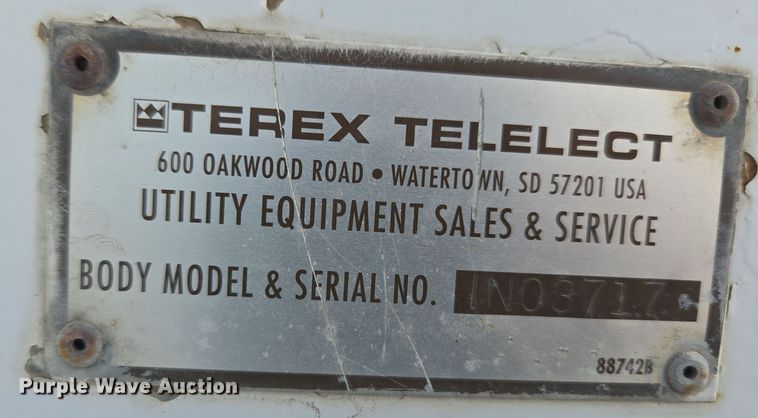 TEREX TELELECT
600 OAKWOOD ROAD • WATERTOWN, SD 57201 USA
UTILITY EQUIPMENT SALES & SERVICE
BODY MODEL & SERIAL NO. INO3717
88742B
Purple Wave Auction